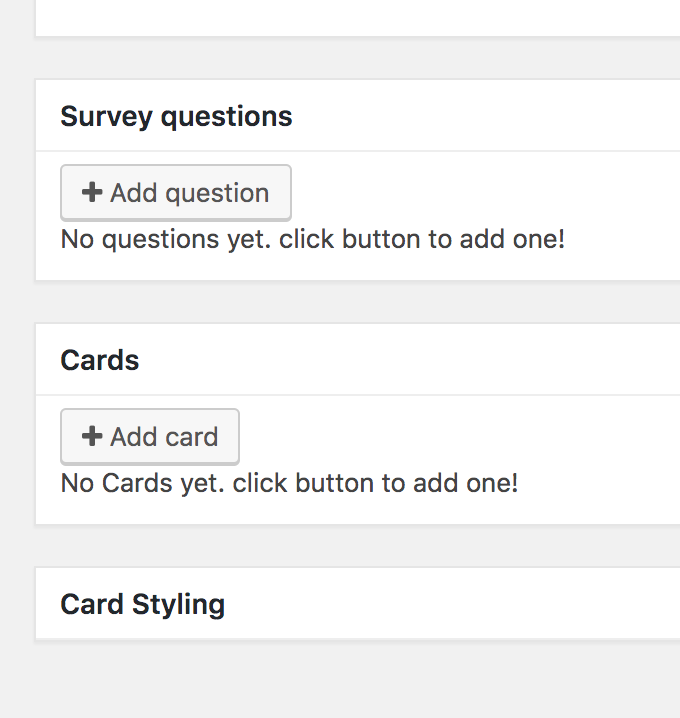 Survey questions
Add question
No questions yet. click button to add one!
Cards
Add card
No Cards yet. click button to add one!
Card Styling